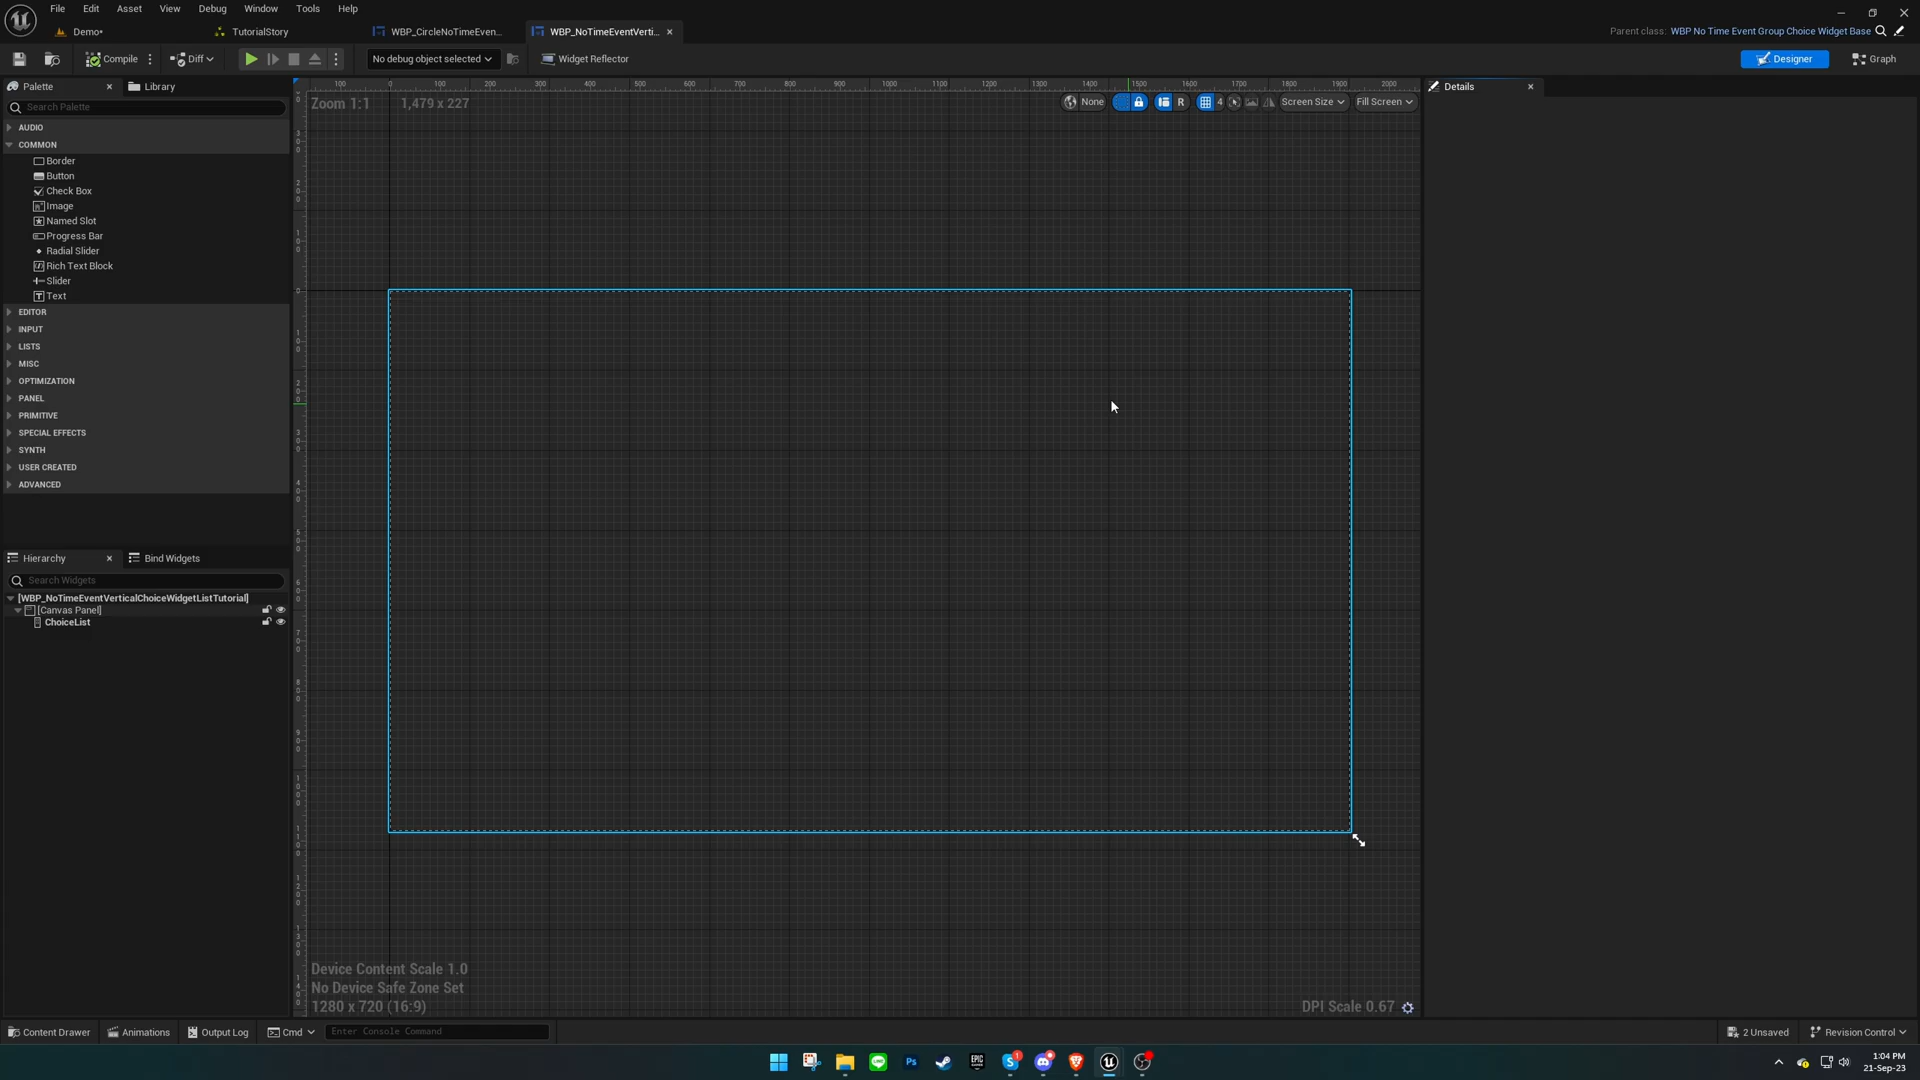 File Edit Asset View Debug Window Tools Help
Demo* TutorialStory WBP_CircleNoTimeEven... WBP_NoTimeEventVerti...
Parent class: WBP No Time Event Group Choice Widget Base
Compile Diff No debug object selected Widget Reflector Designer Graph
Palette Library Details
Search Palette
Zoom 1:1 1,479 x 227
None R 4 Screen Size Fill Screen
100 0 100 200 300 400 500 600 700 800 900 1000 1100 1200 1300 1400 1500 1600 1700 1800 1900 2000
AUDIO
COMMON
Border
Button
Check Box
Image
Named Slot
Progress Bar
Radial Slider
Rich Text Block
Slider
Text
EDITOR
INPUT
LISTS
MISC
OPTIMIZATION
PANEL
PRIMITIVE
SPECIAL EFFECTS
SYNTH
USER CREATED
ADVANCED
Hierarchy Bind Widgets
Search Widgets
[WBP_NoTimeEventVerticalChoiceWidgetListTutorial]
[Canvas Panel]
ChoiceList
Device Content Scale 1.0
No Device Safe Zone Set
1280 x 720 (16:9)
DPI Scale 0.67
Content Drawer Animations Output Log Cmd Enter Console Command 2 Unsaved Revision Control
1:04 PM
21-Sep-23